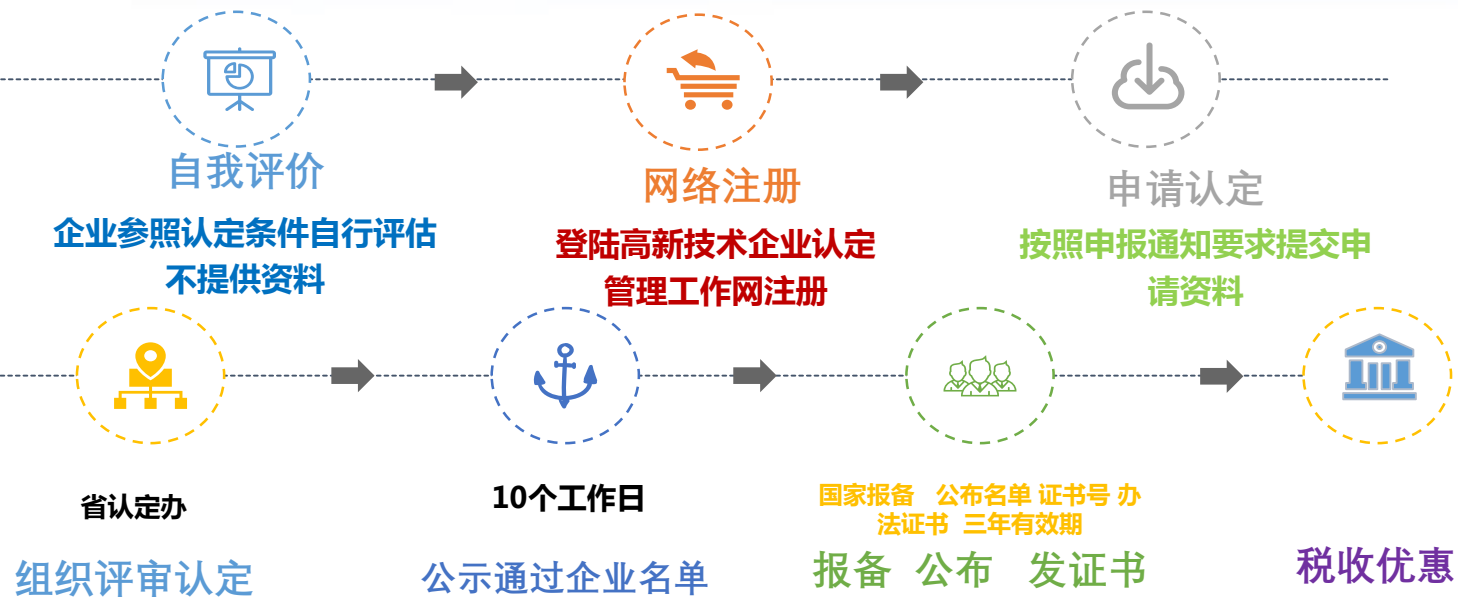 自我评价
网络注册
申请认定
企业参照认定条件自行评估
不提供资料
登陆高新技术企业认定
管理工作网注册
按照申报通知要求提交申
请资料
省认定办
组织评审认定
10个工作日
公示通过企业名单
国家报备 公布名单 证书号 办
法证书 三年有效期
报备 公布 发证书
税收优惠